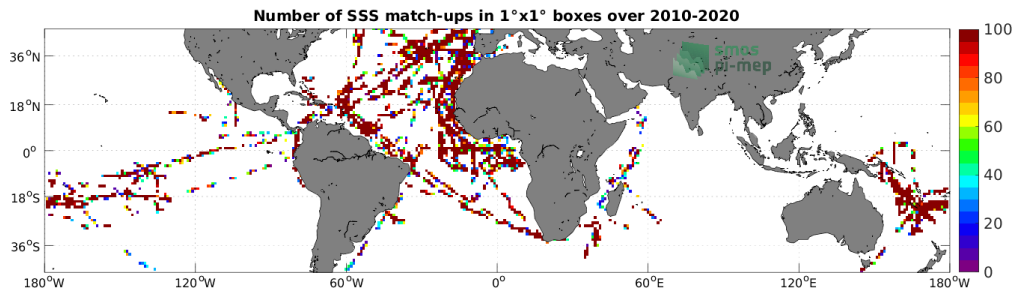 Number of SSS match-ups in 1°x1° boxes over 2010-2020
smos
pi-mep
36°N
18°N
0°
18°S
36°S
180°W
120°W
60°W
0°
60°E
120°E
180°W
100
80
60
40
20
0